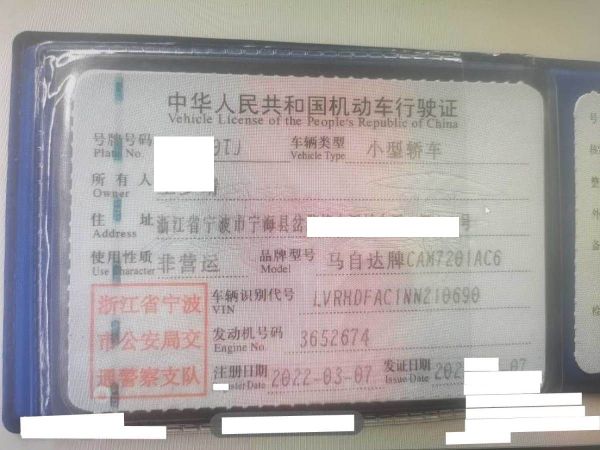 中华人民共和国机动车行驶证
Vehicle License of the People's Republic of China
号牌号码 9TJ 车辆类型 小型轿车
Plate No. Vehicle Type
所有人
Owner
住址 浙江省宁波市宁海县岔 号
Address
使用性质 非营运 品牌型号 马自达牌CAM7201AC6
Use Character Model
浙江省宁波
市公安局交
通警察支队
车辆识别代号 LVRHDFAC1NN210690
VIN
发动机号码 3652674
Engine No.
注册日期 2022-03-07 发证日期 202 07
Register Date Issue Date